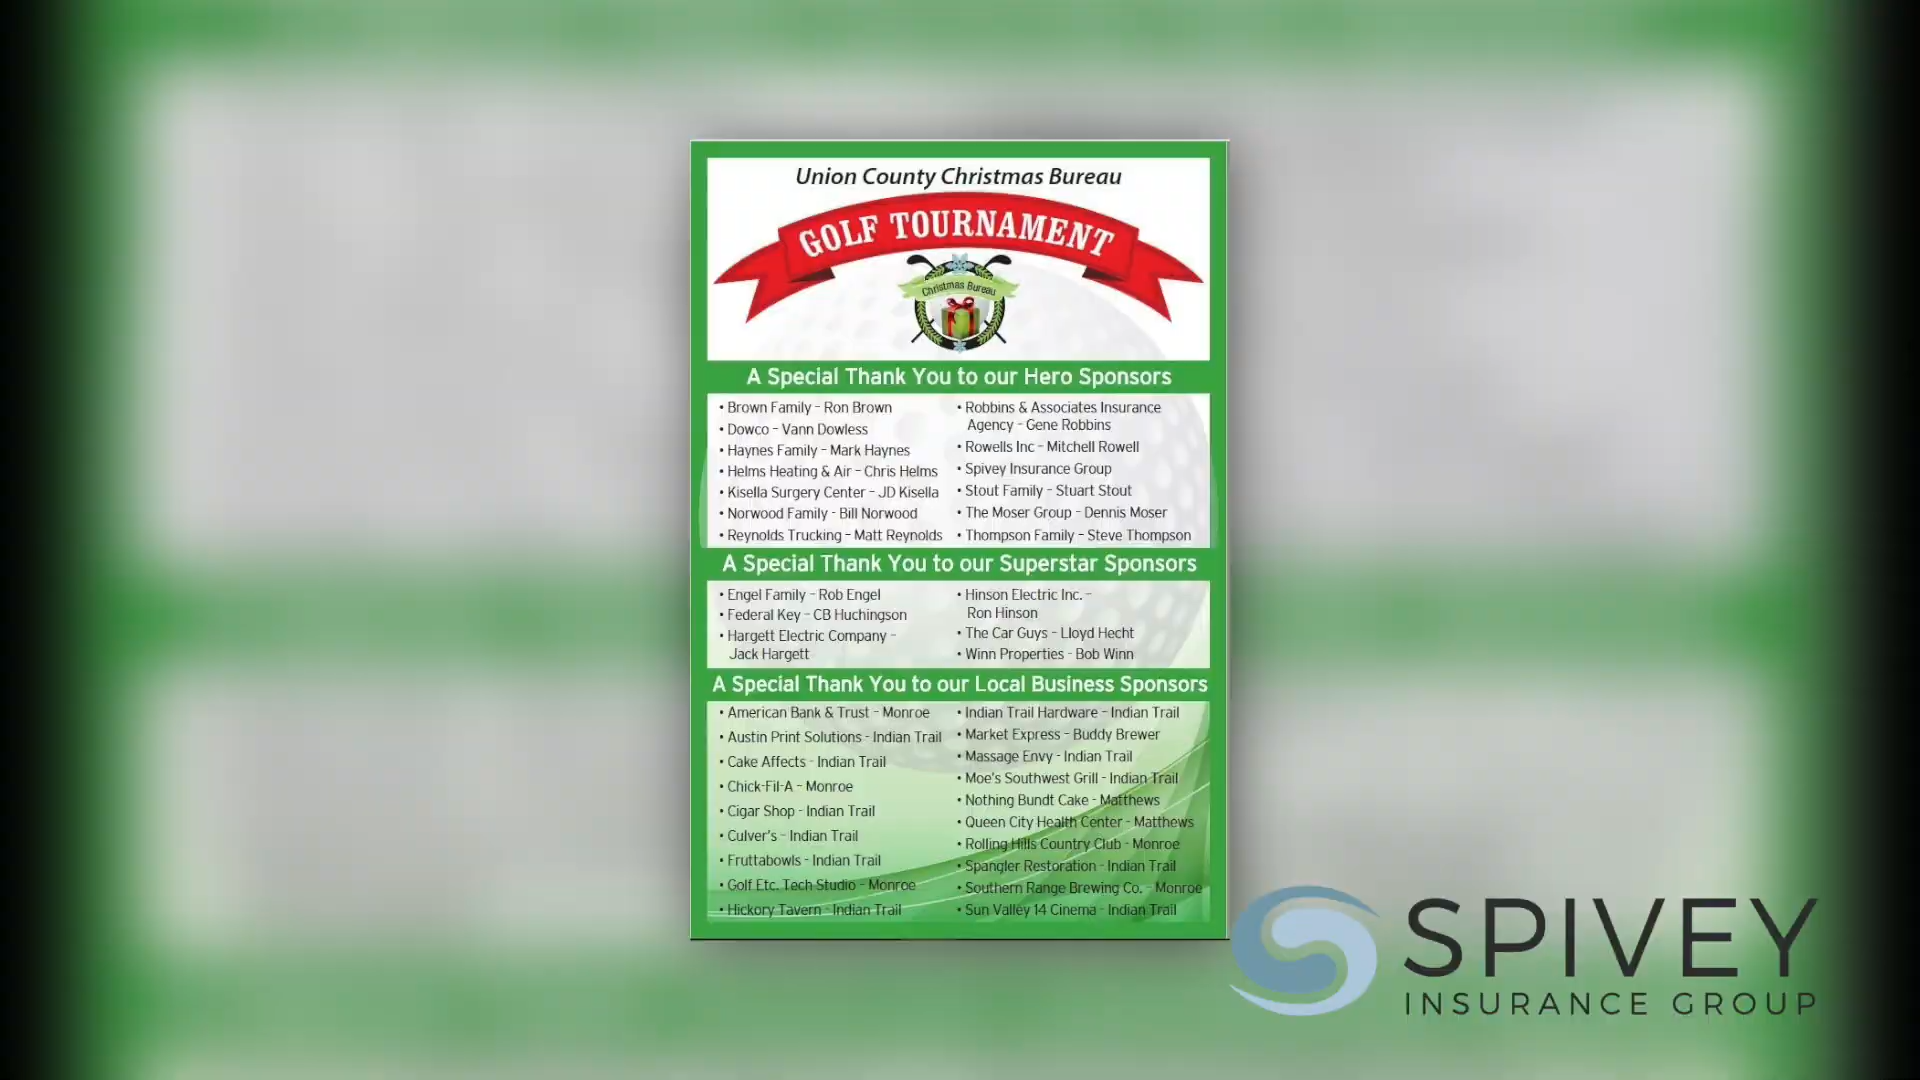 Union County Christmas Bureau
GOLF TOURNAMENT
Christmas Bureau
A Special Thank You to our Hero Sponsors
• Brown Family – Ron Brown
• Dowco – Vann Dowless
• Haynes Family – Mark Haynes
• Helms Heating & Air – Chris Helms
• Kisella Surgery Center – JD Kisella
• Norwood Family - Bill Norwood
• Reynolds Trucking – Matt Reynolds
• Robbins & Associates Insurance
Agency – Gene Robbins
• Rowells Inc – Mitchell Rowell
• Spivey Insurance Group
• Stout Family – Stuart Stout
• The Moser Group - Dennis Moser
• Thompson Family – Steve Thompson
A Special Thank You to our Superstar Sponsors
• Engel Family – Rob Engel
• Federal Key – CB Huchingson
• Hargett Electric Company –
Jack Hargett
• Hinson Electric Inc. –
Ron Hinson
• The Car Guys – Lloyd Hecht
• Winn Properties - Bob Winn
A Special Thank You to our Local Business Sponsors
• American Bank & Trust – Monroe
• Austin Print Solutions - Indian Trail
• Cake Affects - Indian Trail
• Chick-Fil-A – Monroe
• Cigar Shop - Indian Trail
• Culver's – Indian Trail
• Fruttabowls - Indian Trail
• Golf Etc. Tech Studio – Monroe
• Hickory Tavern - Indian Trail
• Indian Trail Hardware – Indian Trail
• Market Express – Buddy Brewer
• Massage Envy - Indian Trail
• Moe's Southwest Grill - Indian Trail
• Nothing Bundt Cake - Matthews
• Queen City Health Center - Matthews
• Rolling Hills Country Club - Monroe
• Spangler Restoration - Indian Trail
• Southern Range Brewing Co. – Monroe
• Sun Valley 14 Cinema - Indian Trail
SPIVEY
INSURANCE GROUP